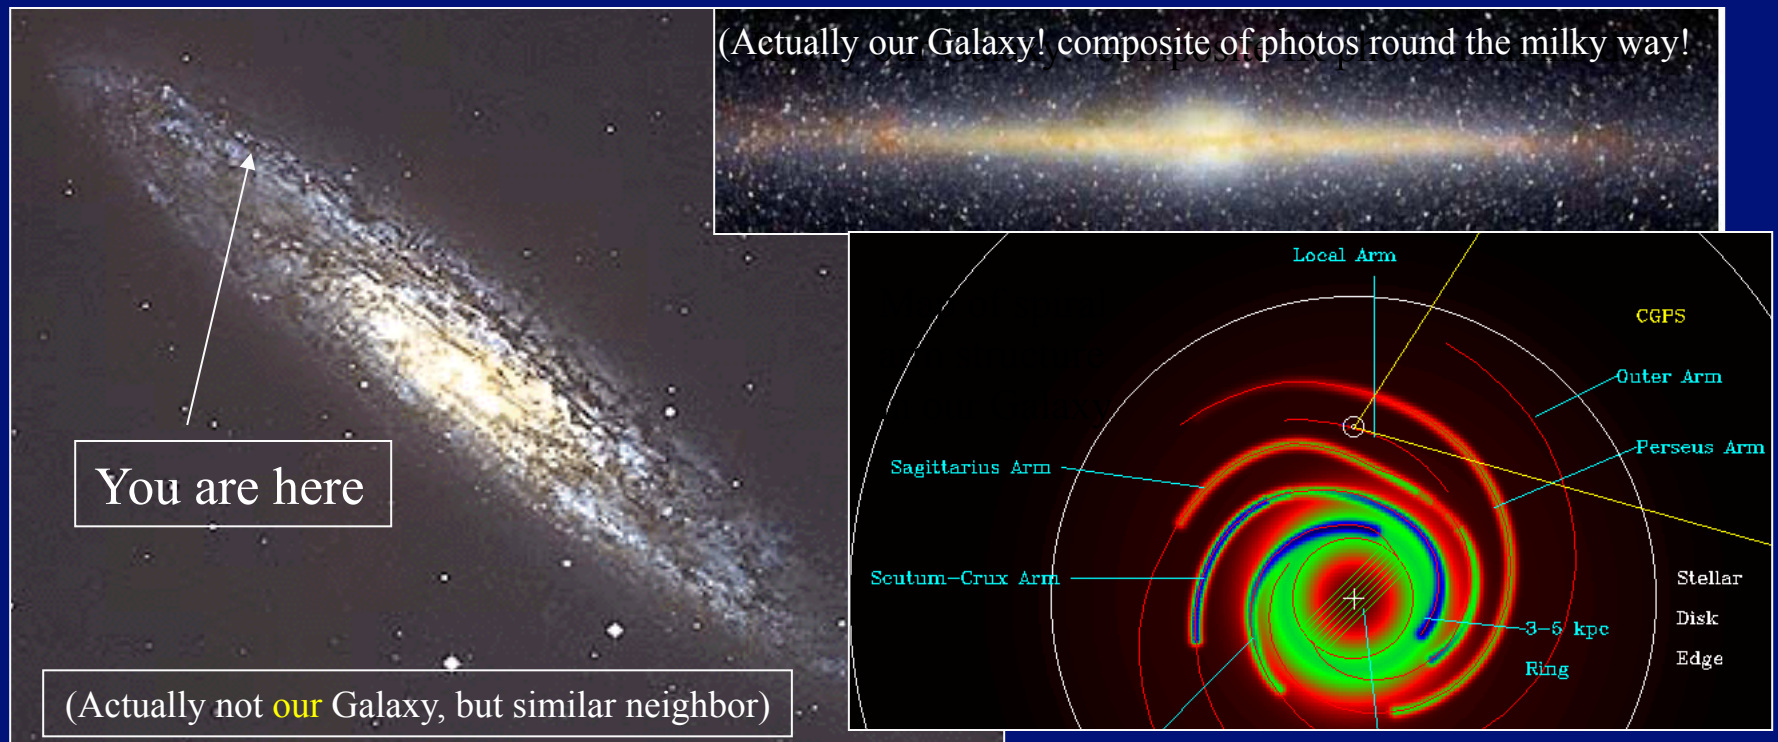 (Actually our Galaxy! composite of photos round the milky way!
You are here
(Actually not our Galaxy, but similar neighbor)
Local Arm
CGPS
Outer Arm
Perseus Arm
Sagittarius Arm
Scutum-Crux Arm
3-5 kpc
Ring
Stellar
Disk
Edge